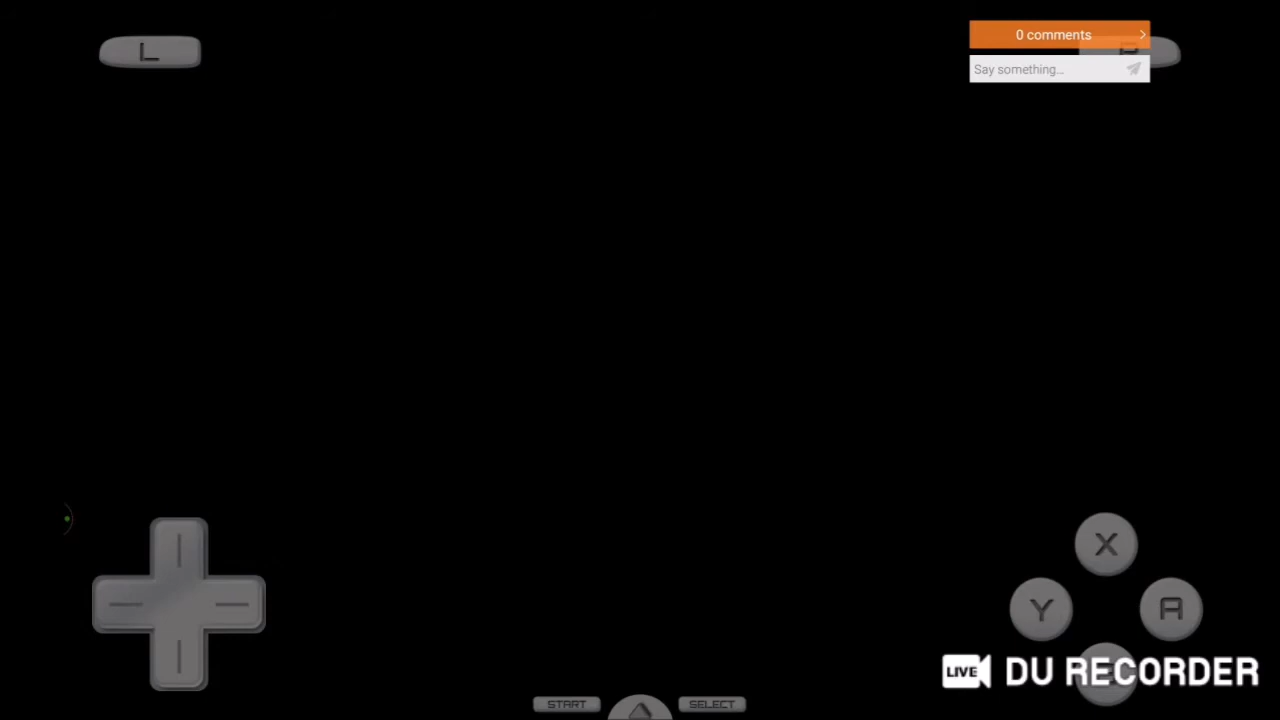 L
0 comments
R
Say something...
X
Y
A
LIVE DU RECORDER
START
SELECT